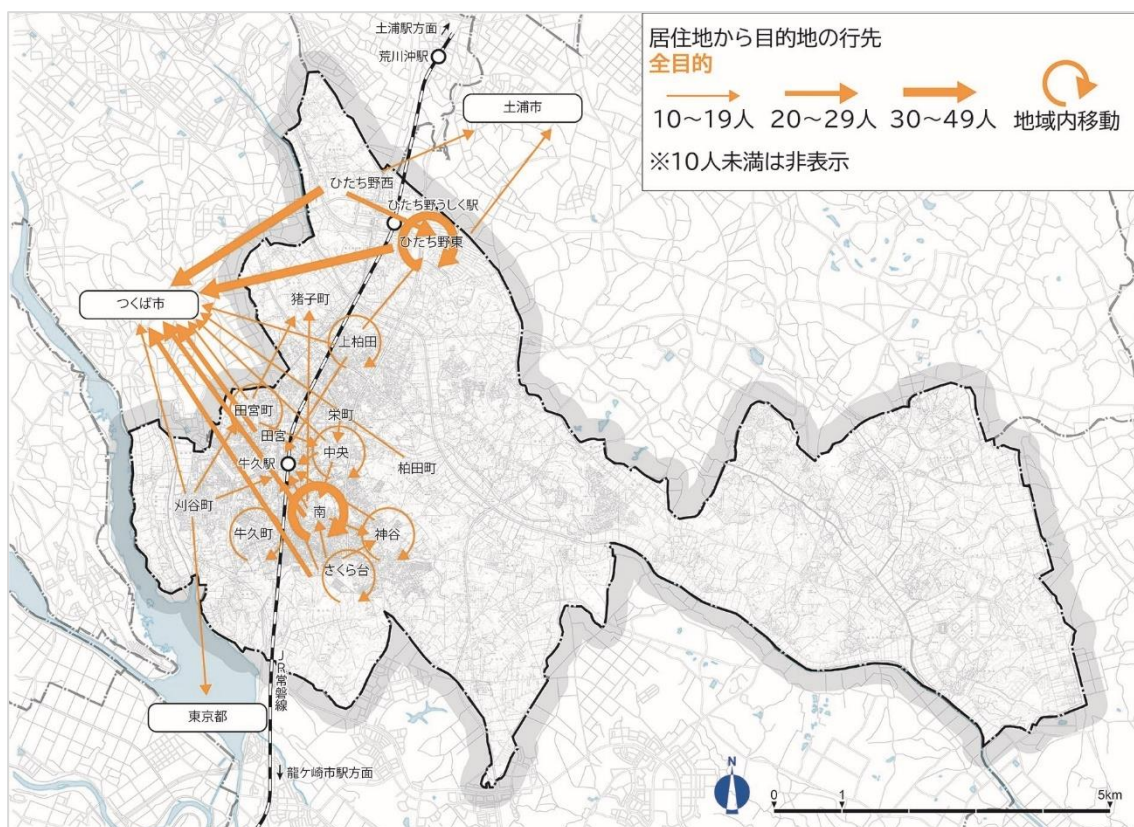 居住地から目的地の行先
全目的
10～19人 20～29人 30～49人 地域内移動
※10人未満は非表示
土浦駅方面
荒川沖駅
土浦市
ひたち野西
ひたち野うしく駅
ひたち野東
つくば市
猪子町
上柏田
田宮町
栄町
田宮
中央
牛久駅
柏田町
刈谷町
南
牛久町
神谷
さくら台
JR常磐線
東京都
龍ケ崎市駅方面
N
0 1 5km